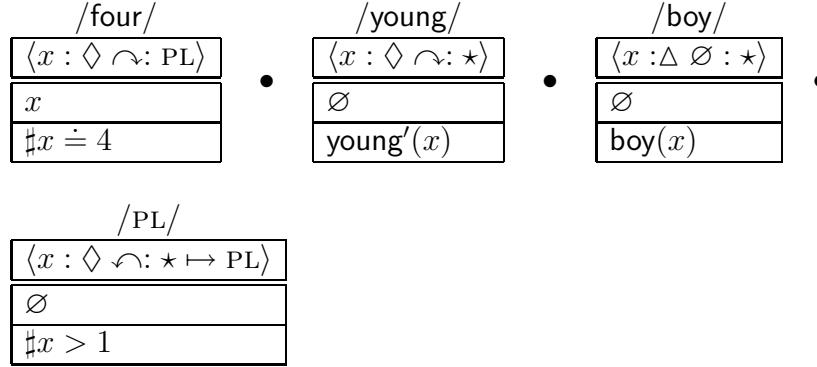 /four/ /young/ /boy/
⟨x : ◇ ↷: PL⟩ • ⟨x : ◇ ↷: ⋆⟩ • ⟨x :△ ∅ : ⋆⟩ •
x ∅ ∅
♯x ≐ 4 young′(x) boy(x)
/PL/
⟨x : ◇ ↶: ⋆ ↦ PL⟩
∅
♯x > 1